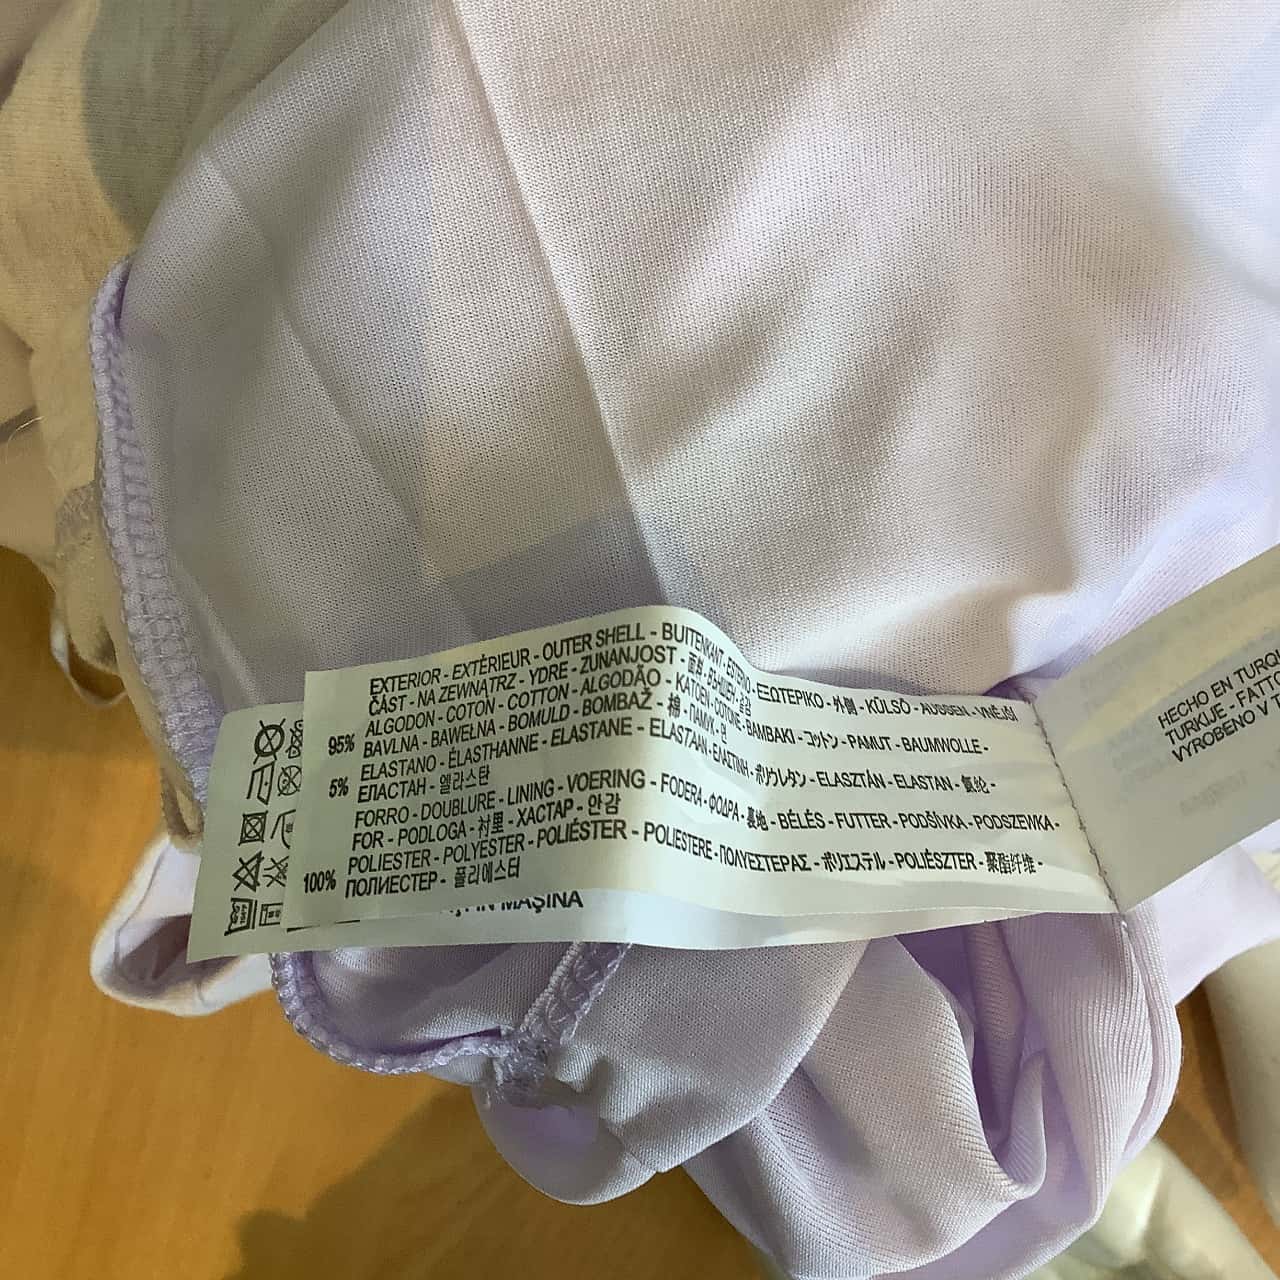 EXTERIOR - EXTÉRIEUR - OUTER SHELL - BUITENKANT - ESTERNO - ΕΞΩΤΕΡΙΚΟ - 外側 - KÜLSŐ - AUSSEN - VNĚJŠÍ
ČÁST - NA ZEWNĄTRZ - YDRE - ZUNANJOST - 面料 - ВЪНШЕН - 겉감
95% ALGODON - COTON - COTTON - ALGODÃO - KATOEN - COTONE - ΒΑΜΒΑΚΙ - コットン - PAMUT - BAUMWOLLE -
BAVLNA - BAWEŁNA - BOMULD - BOMBAŽ - 棉 - ПАМУК - 면
5% ELASTANO - ÉLASTHANNE - ELASTANE - ELASTAAN - ΕΛΑΣΤΙΝΗ - ポリウレタン - ELASZTÁN - ELASTAN - 氨纶 -
ЕЛАСТАН - 엘라스탄
FORRO - DOUBLURE - LINING - VOERING - FODERA - ΦΟΔΡΑ - 裏地 - BÉLÉS - FUTTER - PODŠÍVKA - PODSZEWKA -
FOR - PODLOGA - 衬里 - ХАСТАР - 안감
100% POLIESTER - POLYESTER - POLIÉSTER - POLIESTERE - ΠΟΛΥΕΣΤΕΡΑΣ - ポリエステル - POLIÉSZTER - 聚酯纤维 -
ПОЛИЕСТЕР - 폴리에스터
MAŞINA
HECHO EN TURQU
TURKIJE - FATTO
VYROBENO V T